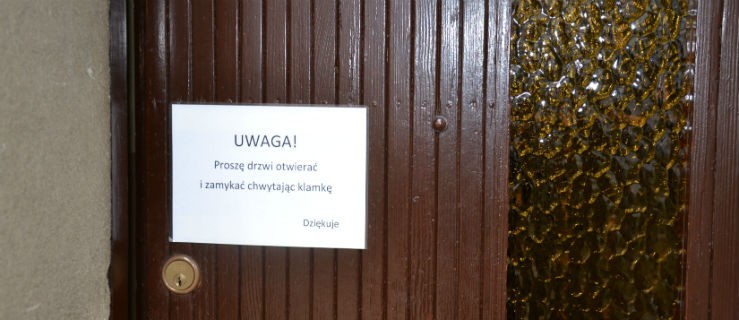 UWAGA!
Proszę drzwi otwierać
i zamykać chwytając klamkę
Dziękuje